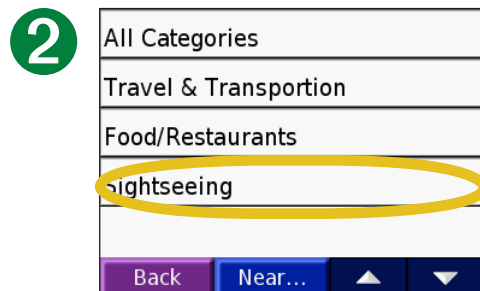 2
All Categories
Travel & Transportion
Food/Restaurants
Sightseeing
Back Near...